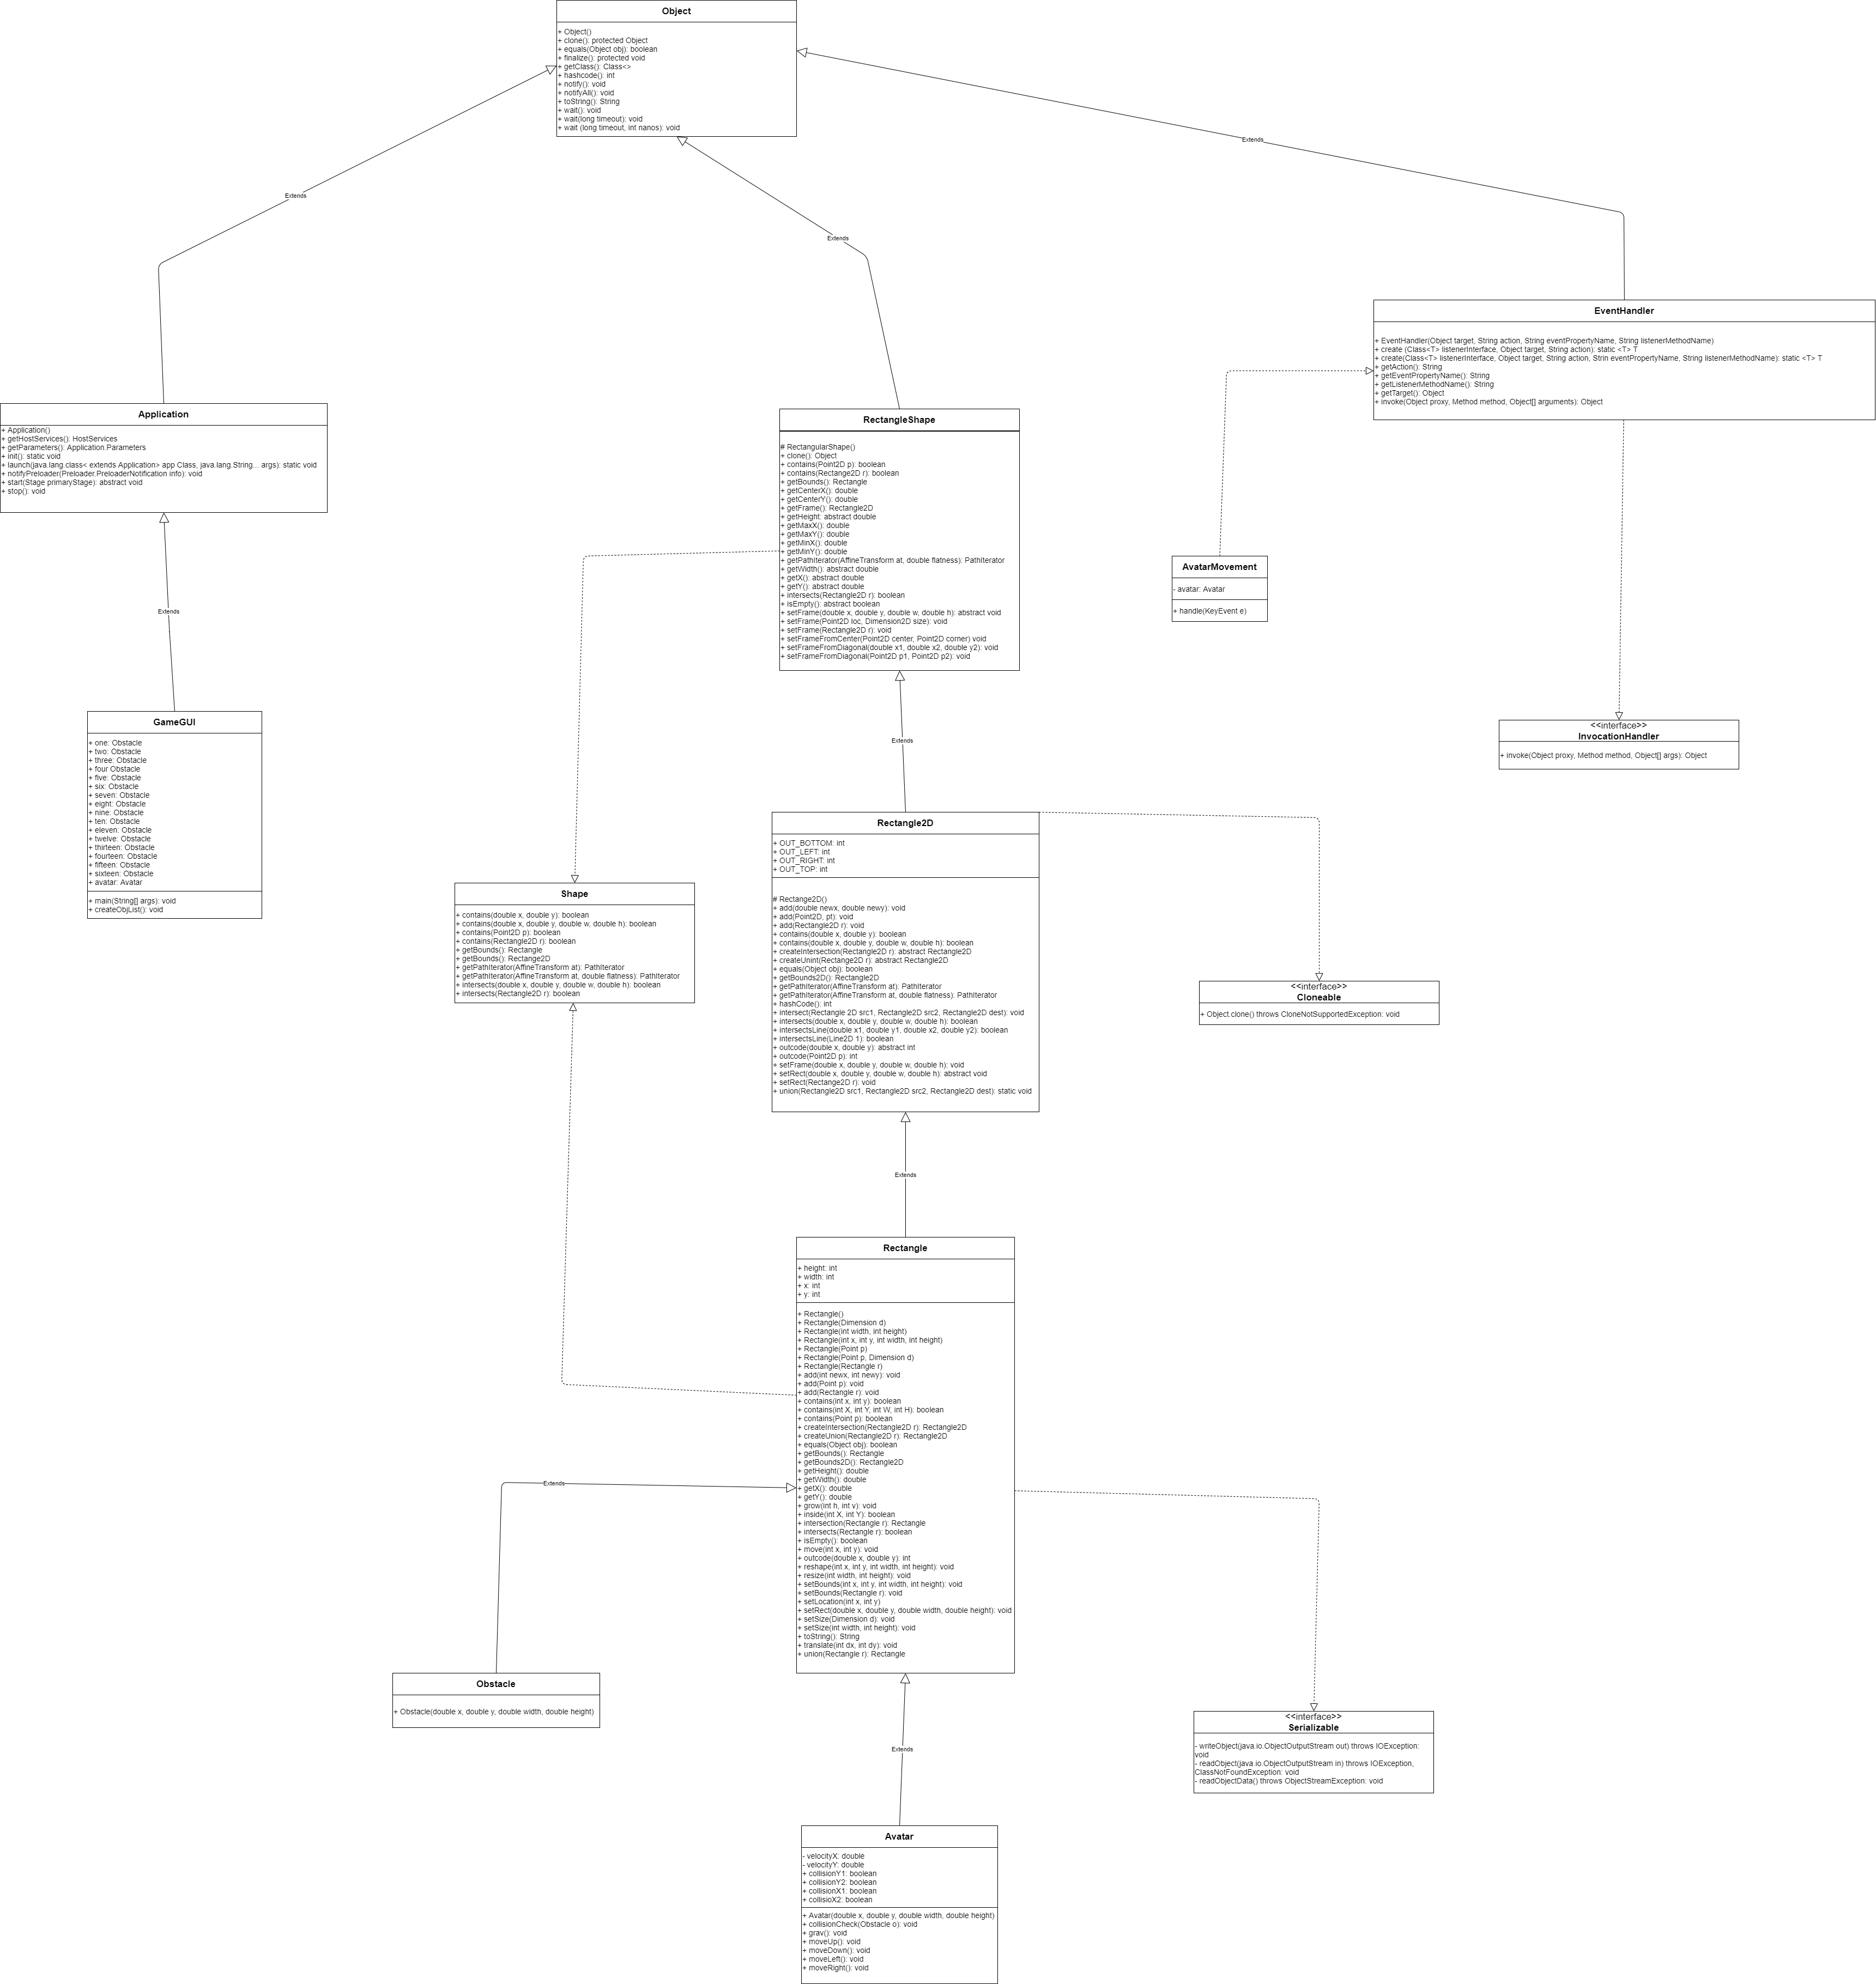 Object
+ Object()
+ clone(): protected Object
+ equals(Object obj): boolean
+ finalize(): protected void
+ getClass(): Class<>
+ hashcode(): int
+ notify(): void
+ notifyAll(): void
+ toString(): String
+ wait(): void
+ wait(long timeout): void
+ wait (long timeout, int nanos): void
Extends
Extends
Extends
EventHandler
+ EventHandler(Object target, String action, String eventPropertyName, String listenerMethodName)
+ create (Class<T> listenerInterface, Object target, String action): static <T> T
+ create(Class<T> listenerInterface, Object target, String action, Strin eventPropertyName, String listenerMethodName): static <T> T
+ getAction(): String
+ getEventPropertyName(): String
+ getListenerMethodName(): String
+ getTarget(): Object
+ invoke(Object proxy, Method method, Object[] arguments): Object
Application
+ Application()
+ getHostServices(): HostServices
+ getParameters(): Application.Parameters
+ init(): static void
+ launch(java.lang.class< extends Application> app Class, java.lang.String... args): static void
+ notifyPreloader(Preloader.PreloaderNotification info): void
+ start(Stage primaryStage): abstract void
+ stop(): void
RectangleShape
# RectangularShape()
+ clone(): Object
+ contains(Point2D p): boolean
+ contains(Rectange2D r): boolean
+ getBounds(): Rectangle
+ getCenterX(): double
+ getCenterY(): double
+ getFrame(): Rectangle2D
+ getHeight: abstract double
+ getMaxX(): double
+ getMaxY(): double
+ getMinX(): double
+ getMinY(): double
+ getPathIterator(AffineTransform at, double flatness): PathIterator
+ getWidth(): abstract double
+ getX(): abstract double
+ getY(): abstract double
+ intersects(Rectangle2D r): boolean
+ isEmpty(): abstract boolean
+ setFrame(double x, double y, double w, double h): abstract void
+ setFrame(Point2D loc, Dimension2D size): void
+ setFrame(Rectangle2D r): void
+ setFrameFromCenter(Point2D center, Point2D corner) void
+ setFrameFromDiagonal(double x1, double x2, double y2): void
+ setFrameFromDiagonal(Point2D p1, Point2D p2): void
AvatarMovement
- avatar: Avatar
+ handle(KeyEvent e)
Extends
GameGUI
+ one: Obstacle
+ two: Obstacle
+ three: Obstacle
+ four Obstacle
+ five: Obstacle
+ six: Obstacle
+ seven: Obstacle
+ eight: Obstacle
+ nine: Obstacle
+ ten: Obstacle
+ eleven: Obstacle
+ twelve: Obstacle
+ thirteen: Obstacle
+ fourteen: Obstacle
+ fifteen: Obstacle
+ sixteen: Obstacle
+ avatar: Avatar
+ main(String[] args): void
+ createObjList(): void
<<interface>>
InvocationHandler
+ invoke(Object proxy, Method method, Object[] args): Object
Extends
Rectangle2D
+ OUT_BOTTOM: int
+ OUT_LEFT: int
+ OUT_RIGHT: int
+ OUT_TOP: int
# Rectange2D()
+ add(double newx, double newy): void
+ add(Point2D, pt): void
+ add(Rectangle2D r): void
+ contains(double x, double y): boolean
+ contains(double x, double y, double w, double h): boolean
+ createIntersection(Rectangle2D r): abstract Rectangle2D
+ createUnint(Rectange2D r): abstract Rectangle2D
+ equals(Object obj): boolean
+ getBounds2D(): Rectangle2D
+ getPathIterator(AffineTransform at): PathIterator
+ getPathIterator(AffineTransform at, double flatness): PathIterator
+ hashCode(): int
+ intersect(Rectangle 2D src1, Rectangle2D src2, Rectangle2D dest): void
+ intersects(double x, double y, double w, double h): boolean
+ intersectsLine(double x1, double y1, double x2, double y2): boolean
+ intersectsLine(Line2D 1): boolean
+ outcode(double x, double y): abstract int
+ outcode(Point2D p): int
+ setFrame(double x, double y, double w, double h): void
+ setRect(double x, double y, double w, double h): abstract void
+ setRect(Rectange2D r): void
+ union(Rectangle2D src1, Rectangle2D src2, Rectangle2D dest): static void
Shape
+ contains(double x, double y): boolean
+ contains(double x, double y, double w, double h): boolean
+ contains(Point2D p): boolean
+ contains(Rectangle2D r): boolean
+ getBounds(): Rectangle
+ getBounds(): Rectange2D
+ getPathIterator(AffineTransform at): PathIterator
+ getPathIterator(AffineTransform at, double flatness): PathIterator
+ intersects(double x, double y, double w, double h): boolean
+ intersects(Rectangle2D r): boolean
<<interface>>
Cloneable
+ Object.clone() throws CloneNotSupportedException: void
Extends
Rectangle
+ height: int
+ width: int
+ x: int
+ y: int
+ Rectangle()
+ Rectangle(Dimension d)
+ Rectangle(int width, int height)
+ Rectangle(int x, int y, int width, int height)
+ Rectangle(Point p)
+ Rectangle(Point p, Dimension d)
+ Rectangle(Rectangle r)
+ add(int newx, int newy): void
+ add(Point p): void
+ add(Rectangle r): void
+ contains(int x, int y): boolean
+ contains(int X, int Y, int W, int H): boolean
+ contains(Point p): boolean
+ createIntersection(Rectangle2D r): Rectangle2D
+ createUnion(Rectangle2D r): Rectangle2D
+ equals(Object obj): boolean
+ getBounds(): Rectangle
+ getBounds2D(): Rectangle2D
+ getHeight(): double
+ getWidth(): double
+ getX(): double
+ getY(): double
+ grow(int h, int v): void
+ inside(int X, int Y): boolean
+ intersection(Rectangle r): Rectangle
+ intersects(Rectangle r): boolean
+ isEmpty(): boolean
+ move(int x, int y): void
+ outcode(double x, double y): int
+ reshape(int x, int y, int width, int height): void
+ resize(int width, int height): void
+ setBounds(int x, int y, int width, int height): void
+ setBounds(Rectangle r): void
+ setLocation(int x, int y)
+ setRect(double x, double y, double width, double height): void
+ setSize(Dimension d): void
+ setSize(int width, int height): void
+ toString(): String
+ translate(int dx, int dy): void
+ union(Rectangle r): Rectangle
Extends
Obstacle
+ Obstacle(double x, double y, double width, double height)
<<interface>>
Serializable
- writeObject(java.io.ObjectOutputStream out) throws IOException:
void
- readObject(java.io.ObjectOutputStream in) throws IOException,
ClassNotFoundException: void
- readObjectData() throws ObjectStreamException: void
Extends
Avatar
- velocityX: double
- velocityY: double
+ collisionY1: boolean
+ collisionY2: boolean
+ collisionX1: boolean
+ collisioX2: boolean
+ Avatar(double x, double y, double width, double height)
+ collisionCheck(Obstacle o): void
+ grav(): void
+ moveUp(): void
+ moveDown(): void
+ moveLeft(): void
+ moveRight(): void